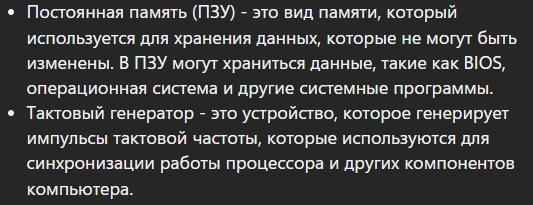 • Постоянная память (ПЗУ) - это вид памяти, который
используется для хранения данных, которые не могут быть
изменены. В ПЗУ могут храниться данные, такие как BIOS,
операционная система и другие системные программы.
• Тактовый генератор - это устройство, которое генерирует
импульсы тактовой частоты, которые используются для
синхронизации работы процессора и других компонентов
компьютера.